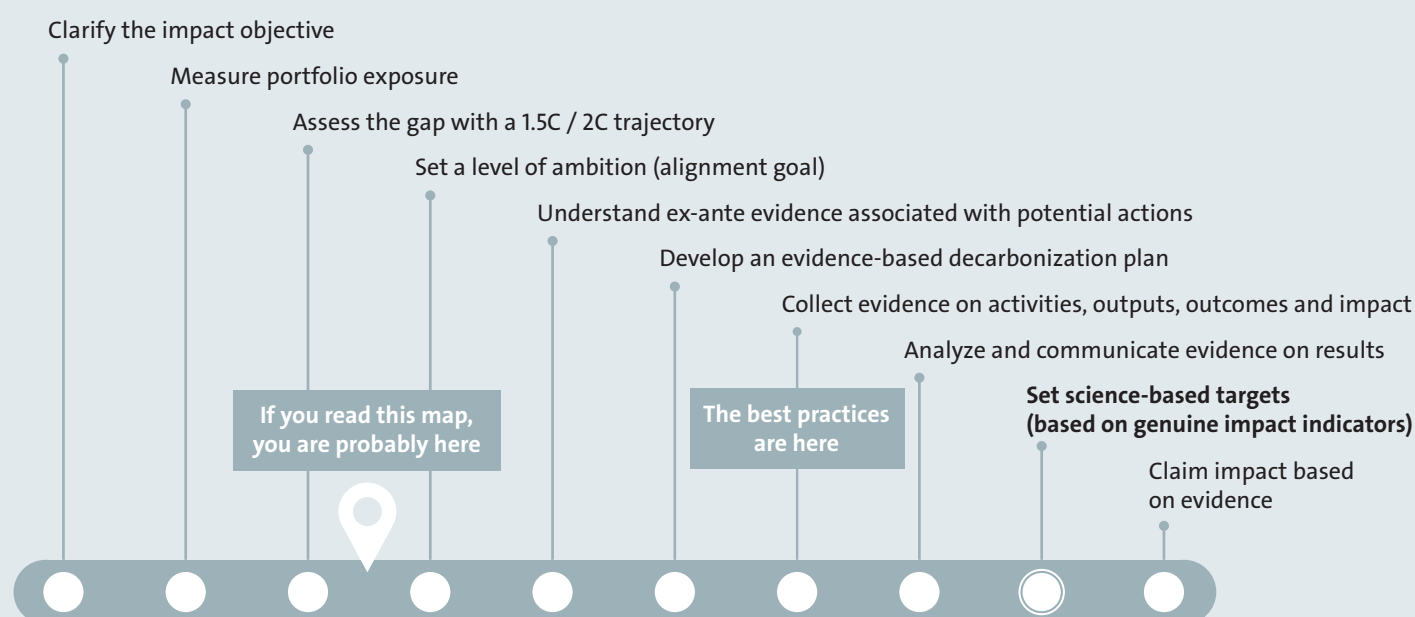 Clarify the impact objective
Measure portfolio exposure
Assess the gap with a 1.5C / 2C trajectory
Set a level of ambition (alignment goal)
Understand ex-ante evidence associated with potential actions
Develop an evidence-based decarbonization plan
Collect evidence on activities, outputs, outcomes and impact
Analyze and communicate evidence on results
Set science-based targets
(based on genuine impact indicators)
Claim impact based
on evidence
If you read this map,
you are probably here
The best practices
are here